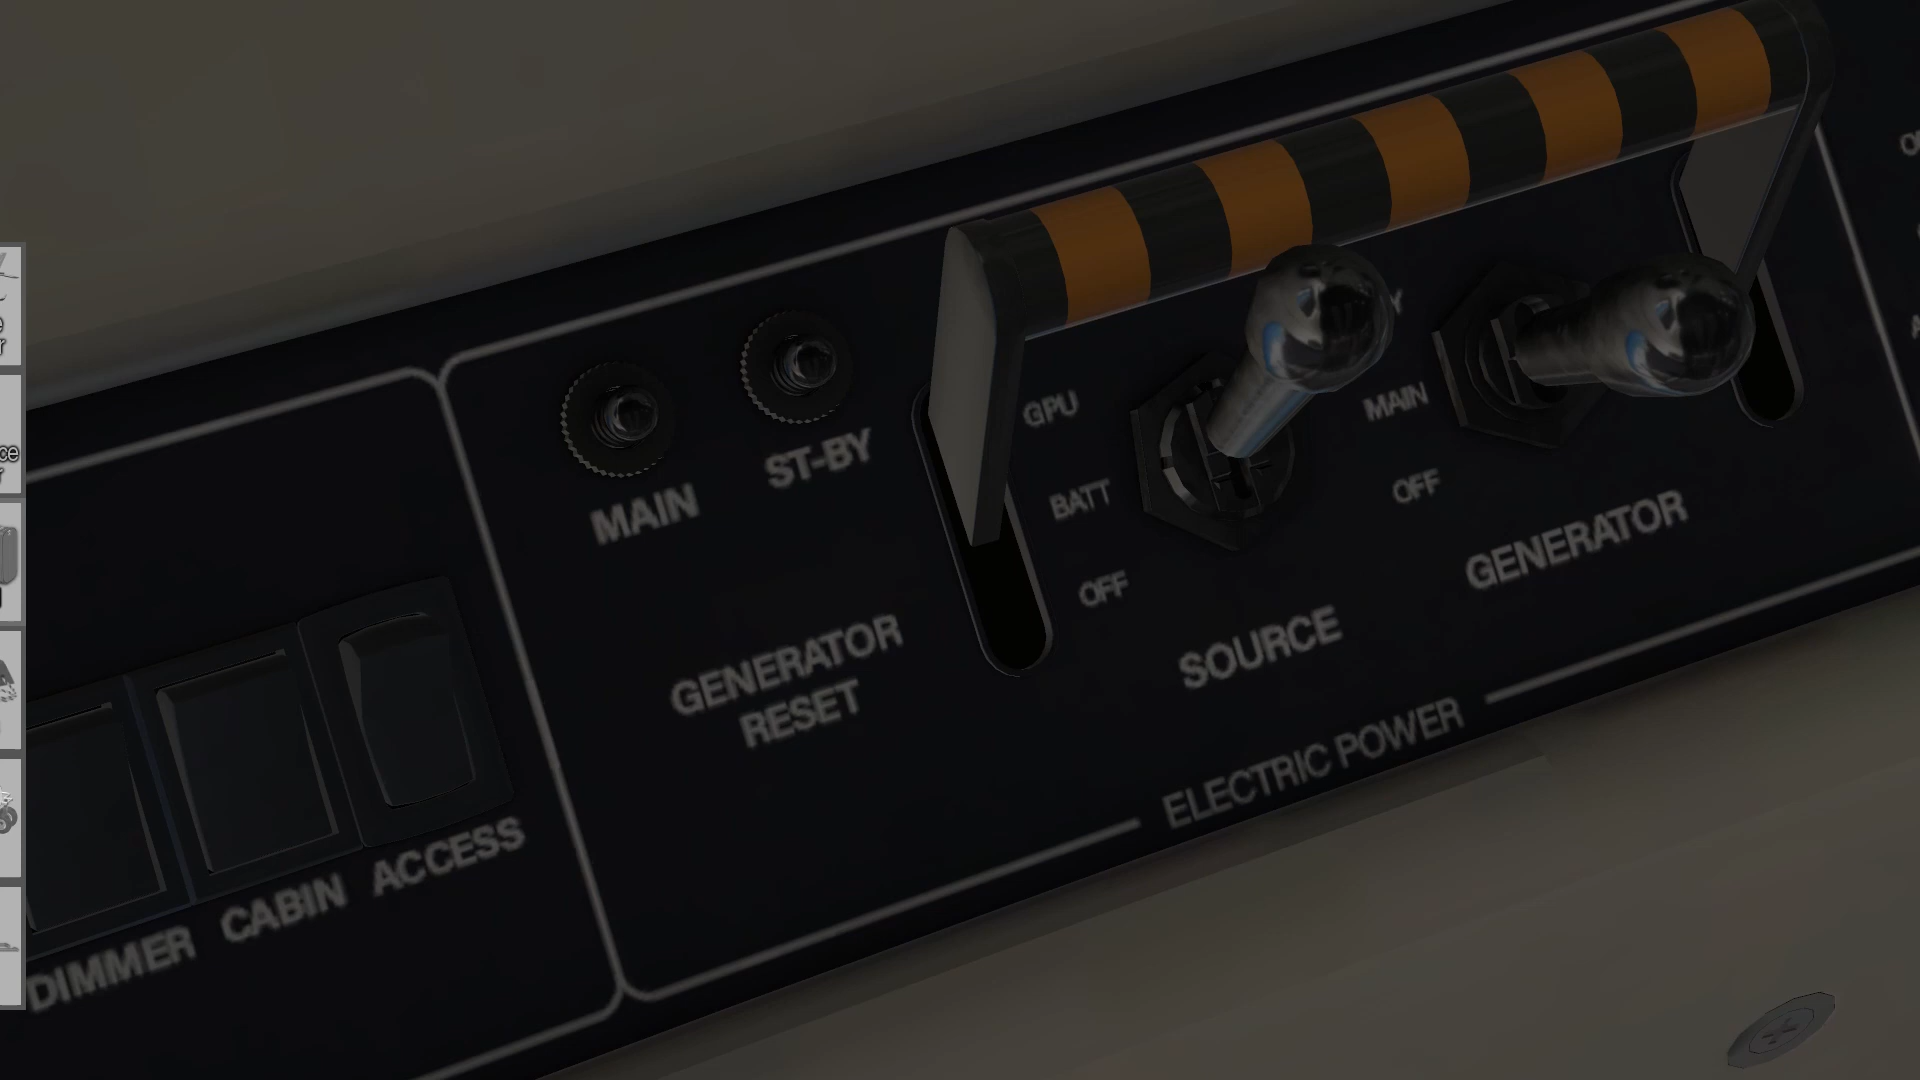 MAIN
ST-BY
GENERATOR
RESET
GPU
BATT
OFF
SOURCE
MAIN
OFF
GENERATOR
ELECTRIC POWER
DIMMER
CABIN
ACCESS